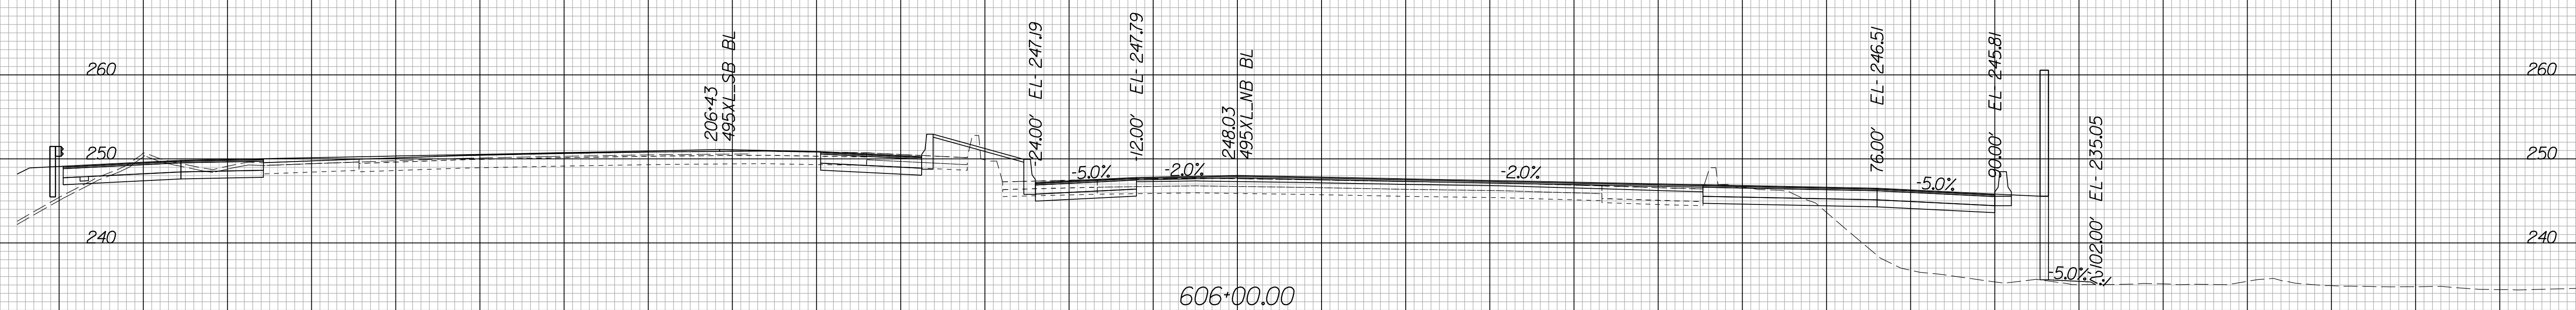 260
250
240
B
206+43
495XL_SB BL
-24.00' EL- 247.19
-12.00' EL- 247.79
248.03
495XL_NB BL
76.00' EL- 246.51
90.00' EL- 245.81
102.00' EL- 235.05
-5.0%
-2.0%
-2.0%
-5.0%
-5.0%
260
250
240
606+00.00